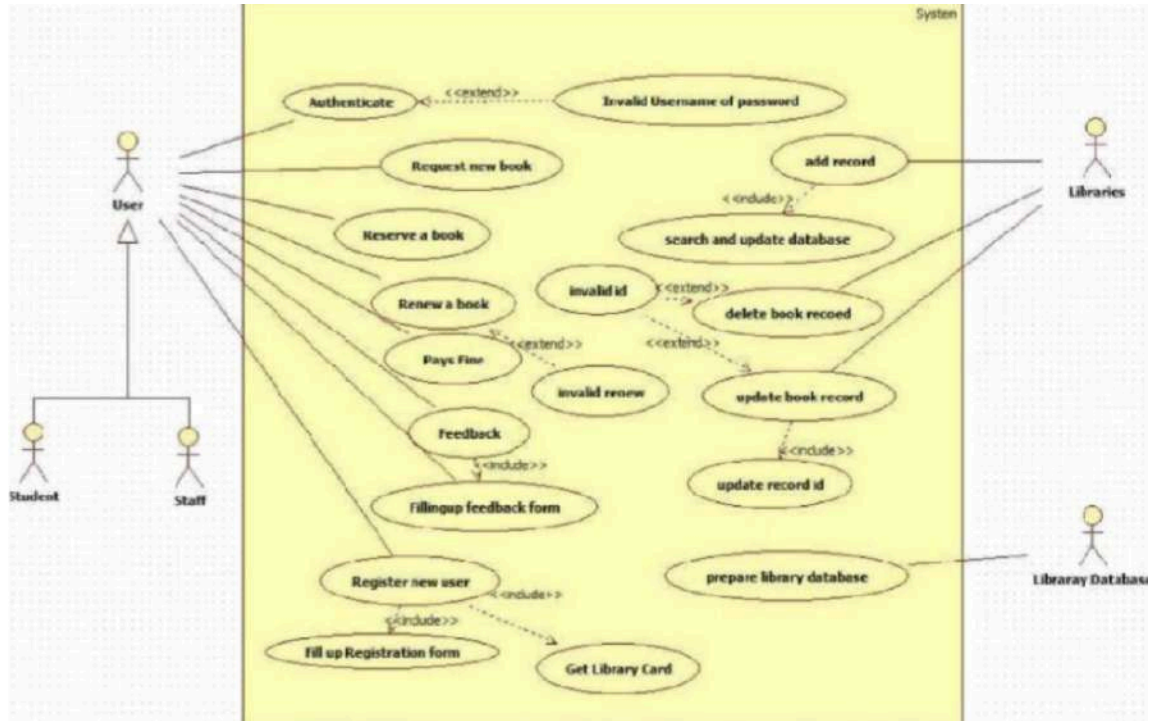 System
Authenticate
<<extend>>
Invalid Username of password
Request new book
add record
Libraries
User
<<include>>
Reserve a book
search and update database
invalid id
<<extend>>
Renew a book
delete book recoed
<<extend>>
<<extend>>
Pays Fine
invalid renew
update book record
Feedback
<<include>>
<<include>>
update record id
Student
Staff
Fillingup feedback form
Register new user
prepare library database
Libraray Database
<<include>>
<<include>>
Fill up Registration form
Get Library Card